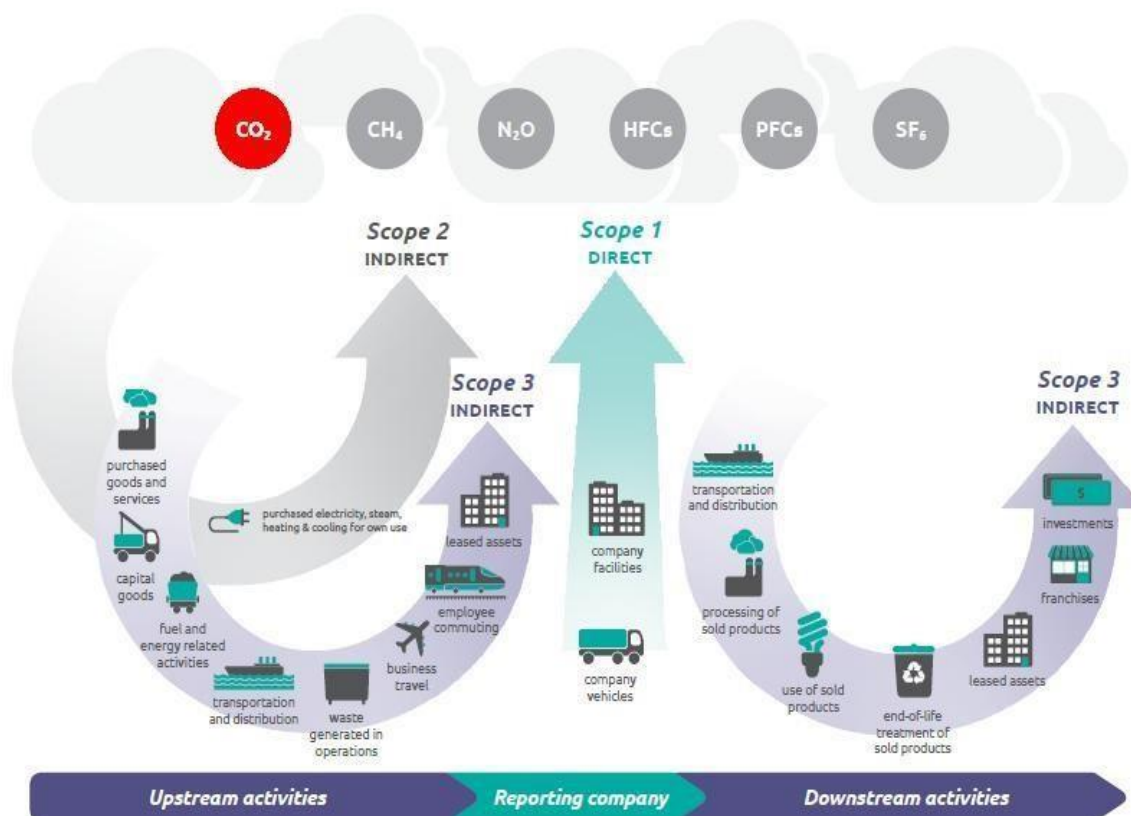 CO₂
CH₄
N₂O
HFCs
PFCs
SF₆
Scope 2
INDIRECT
Scope 1
DIRECT
Scope 3
INDIRECT
Scope 3
INDIRECT
purchased
goods and
services
capital
goods
fuel and
energy related
activities
transportation
and distribution
waste
generated in
operations
business
travel
employee
commuting
leased assets
purchased electricity, steam,
heating & cooling for own use
company
facilities
company
vehicles
transportation
and distribution
processing of
sold products
use of sold
products
end-of-life
treatment of
sold products
leased assets
franchises
$
investments
Upstream activities
Reporting company
Downstream activities